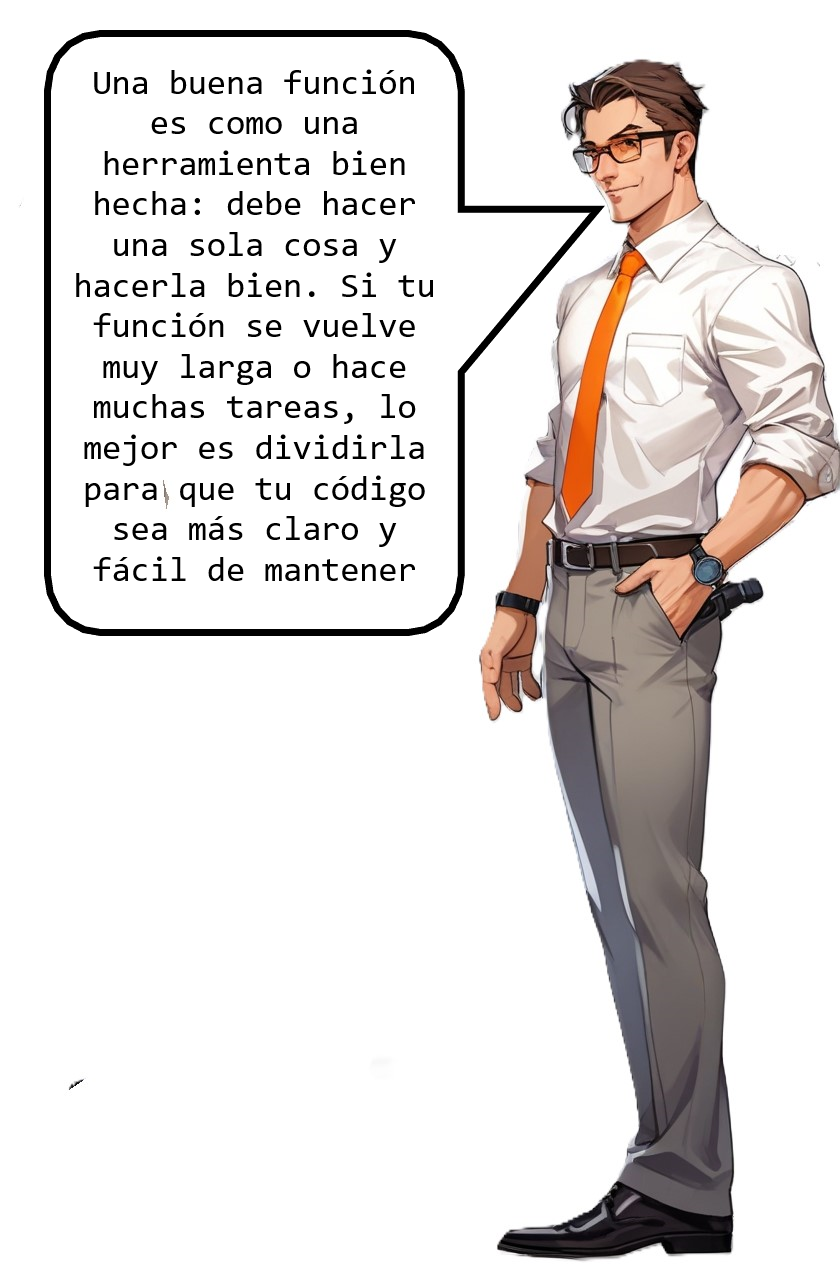 Una buena función
es como una
herramienta bien
hecha: debe hacer
una sola cosa y
hacerla bien. Si tu
función se vuelve
muy larga o hace
muchas tareas, lo
mejor es dividirla
para que tu código
sea más claro y
fácil de mantener